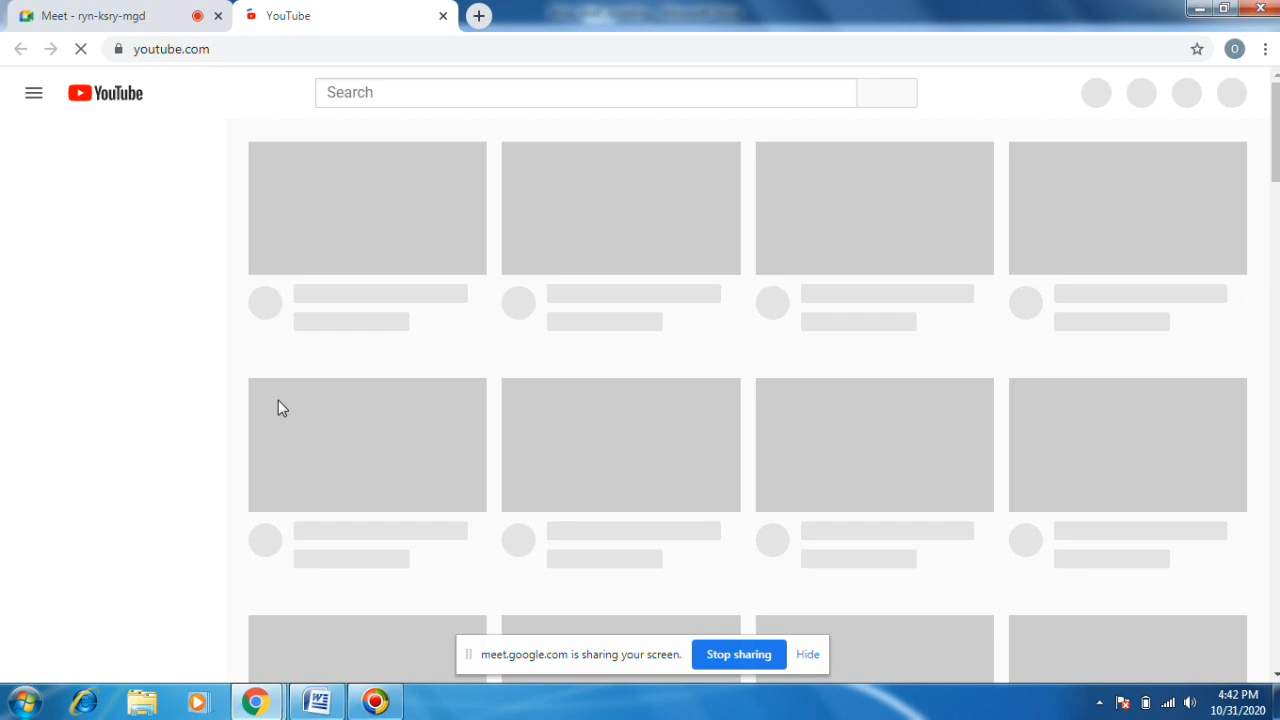 Meet - ryn-ksry-mgd
YouTube
youtube.com
O
YouTube
Search
meet.google.com is sharing your screen.
Stop sharing
Hide
4:42 PM
10/31/2020